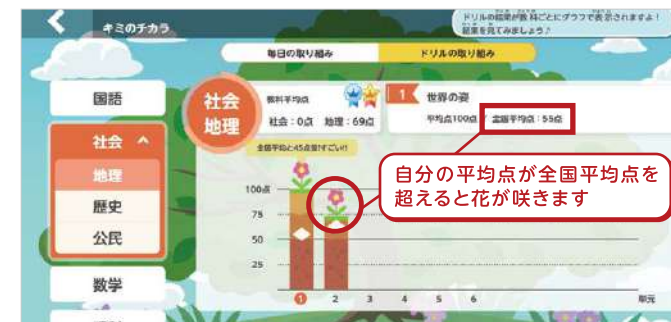 キミのチカラ
ドリルの結果が教科ごとにグラフで表示されますよ！
結果を見てみましょう♪
毎日の取り組み
ドリルの取り組み
国語
社会
地理
歴史
公民
数学
社会
地理
教科平均点
社会：0点 地理：69点
1 世界の姿
平均点100点 / 全国平均点：55点
全国平均と45点差！すごい!!
自分の平均点が全国平均点を
超えると花が咲きます
100点
75
50
25
1 2 3 4 5 6 単元